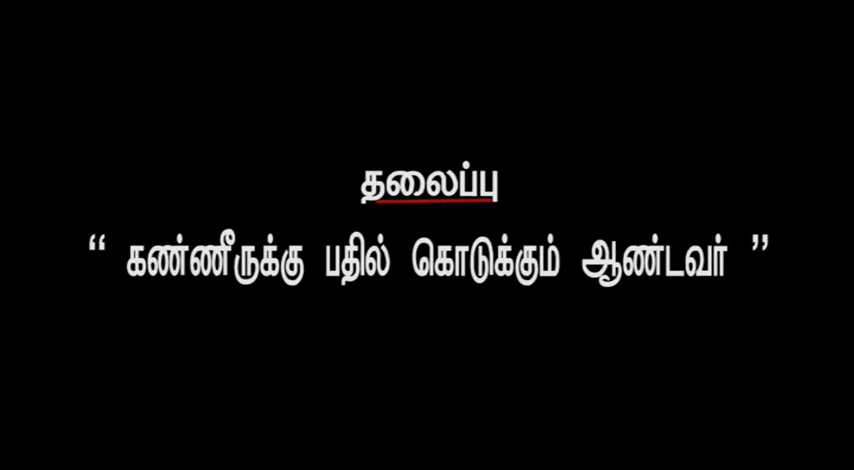 தலைப்பு
“ கண்ணீருக்கு பதில் கொடுக்கும் ஆண்டவர் ”